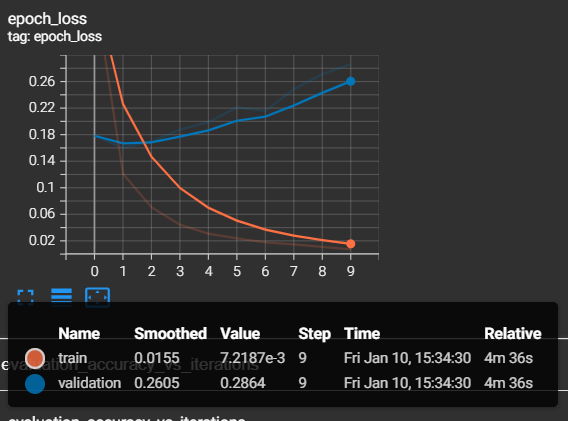 epoch_loss
tag: epoch_loss
0.26
0.22
0.18
0.14
0.1
0.06
0.02
0 1 2 3 4 5 6 7 8 9
Name Smoothed Value Step Time Relative
train 0.0155 7.2187e-3 9 Fri Jan 10, 15:34:30 4m 36s
evaluation_accuracy_vs_iterations
validation 0.2605 0.2864 9 Fri Jan 10, 15:34:30 4m 36s
evaluation_accuracy_vs_iterations